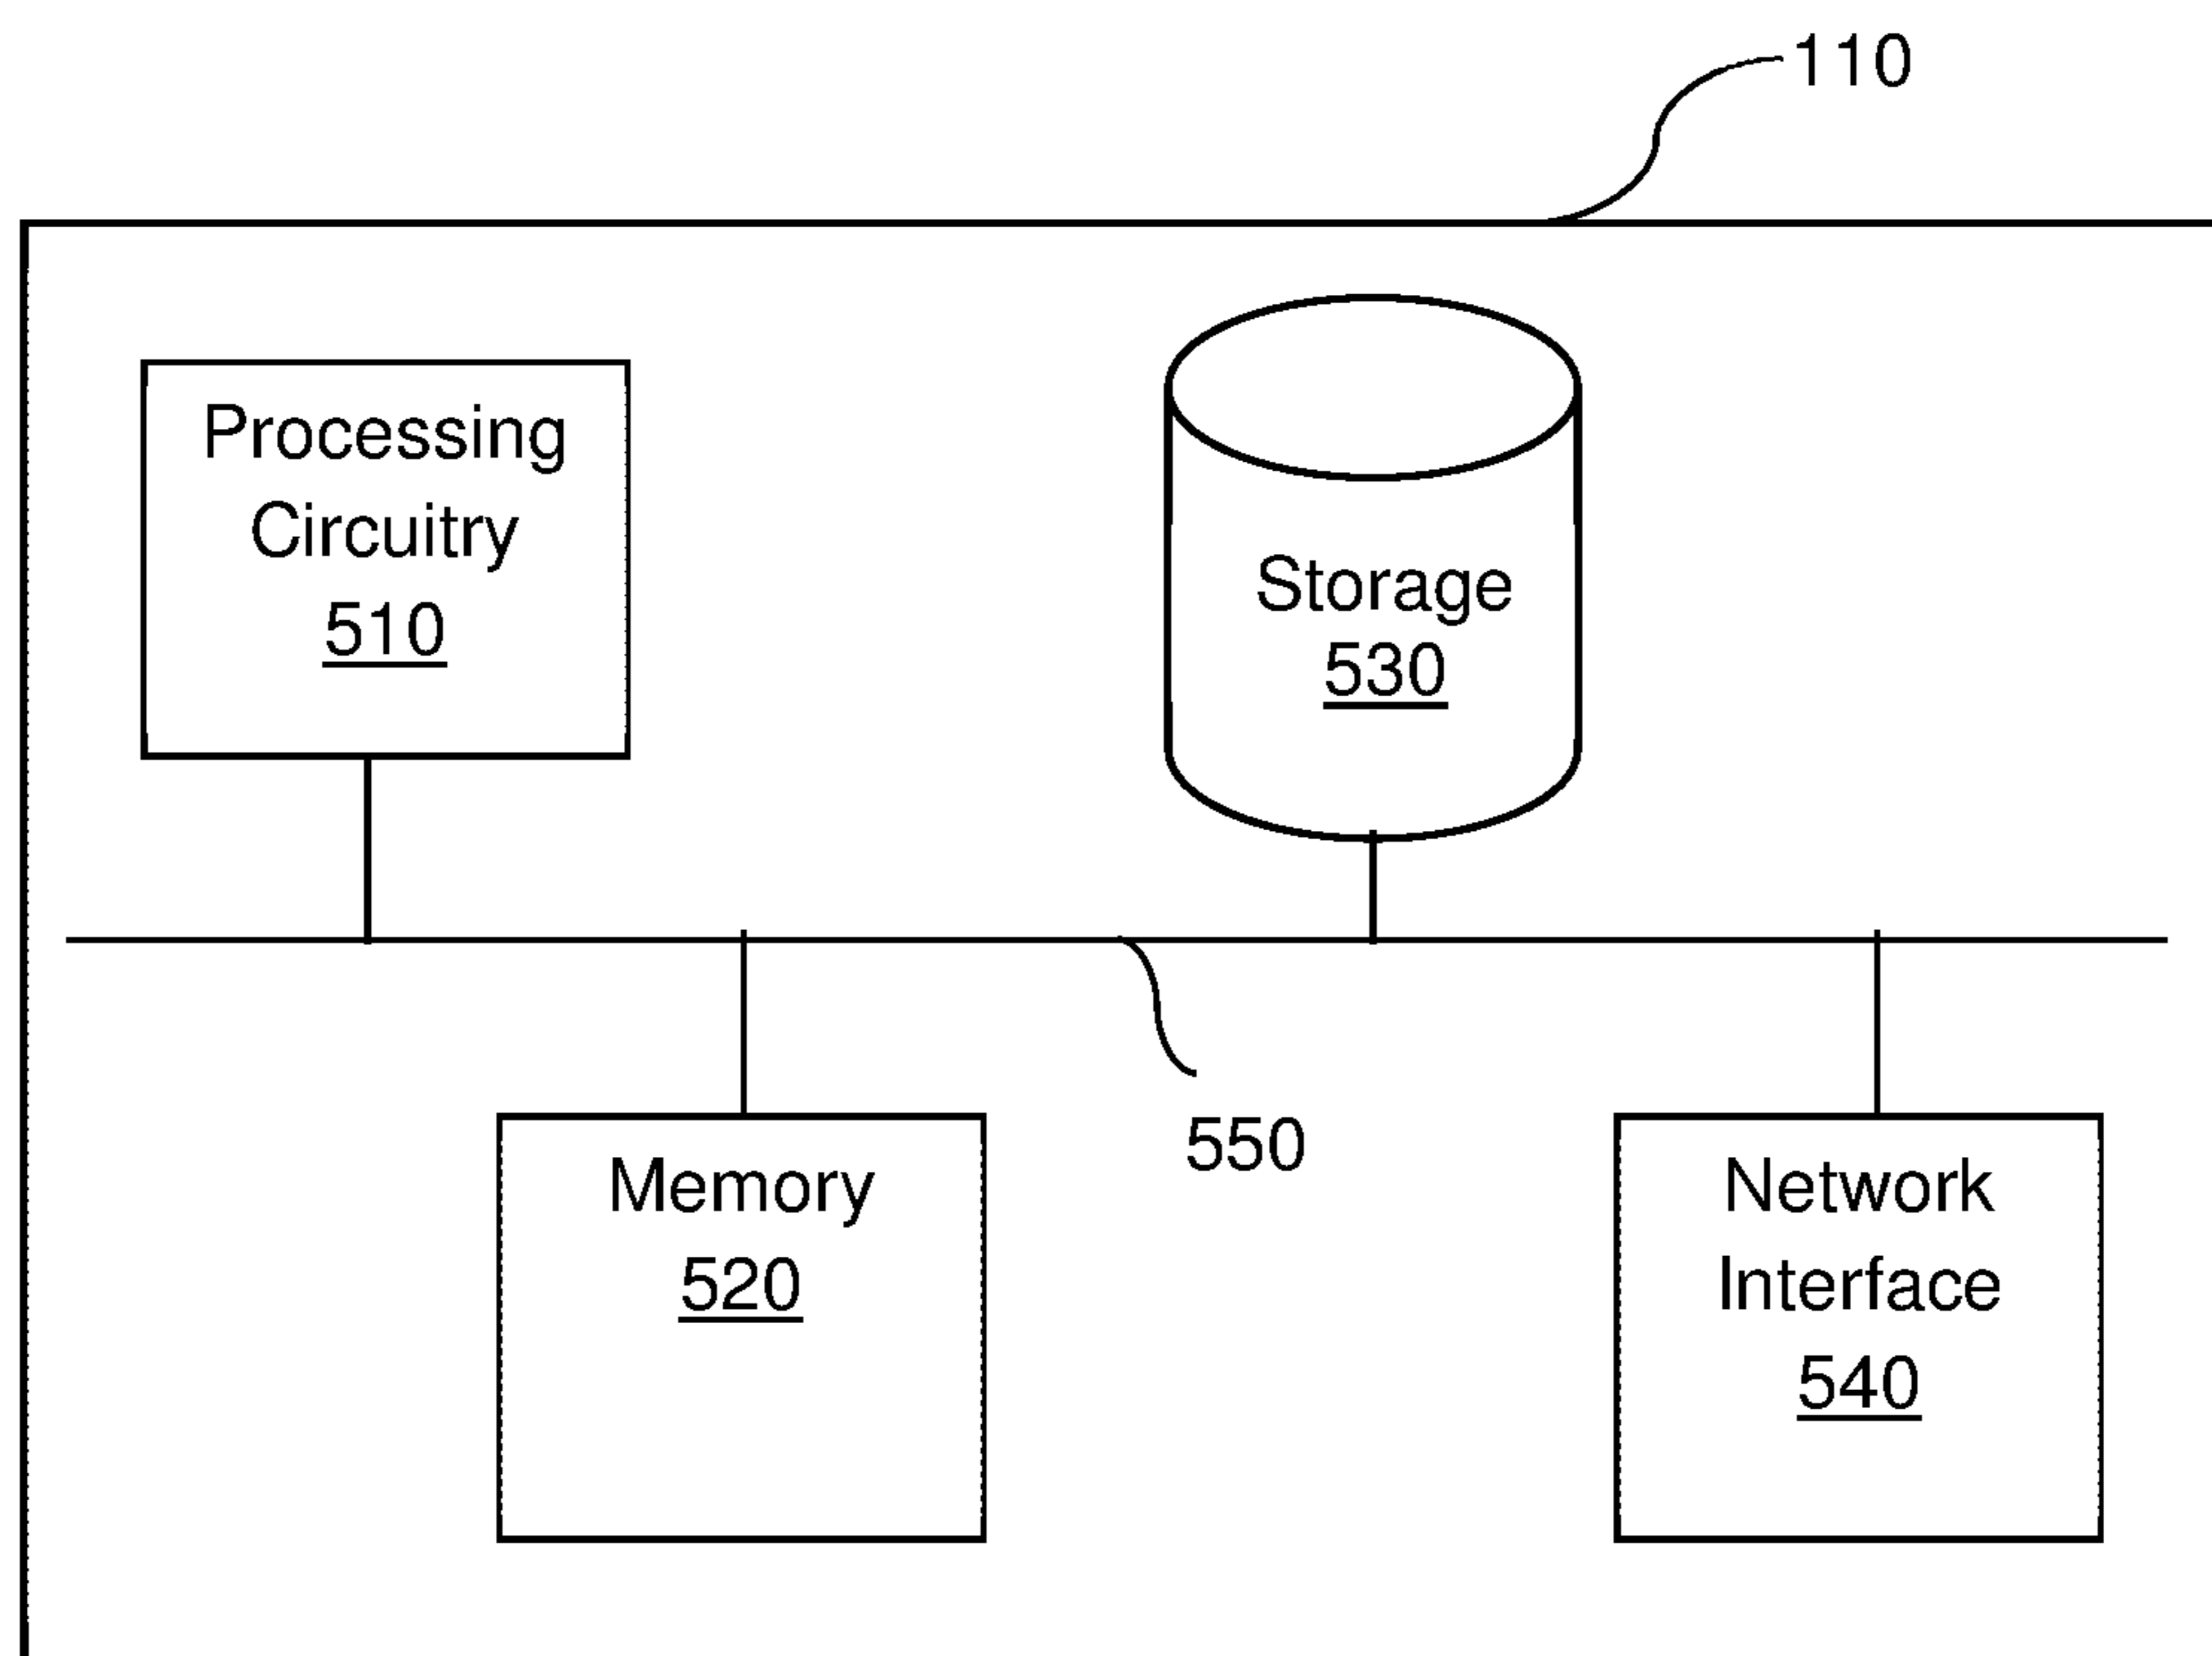 110
Processing
Circuitry
510
Storage
530
550
Memory
520
Network
Interface
540